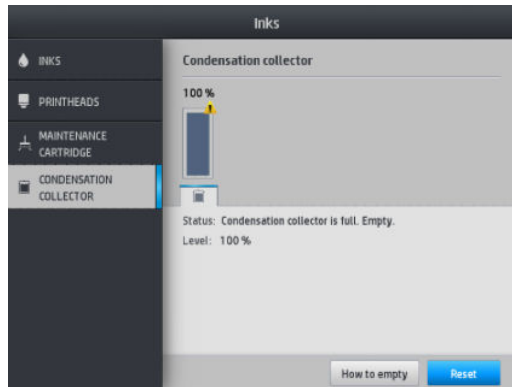 Inks
INKS
PRINTHEADS
MAINTENANCE
CARTRIDGE
CONDENSATION
COLLECTOR
Condensation collector
100 %
Status: Condensation collector is full. Empty.
Level: 100 %
How to empty
Reset